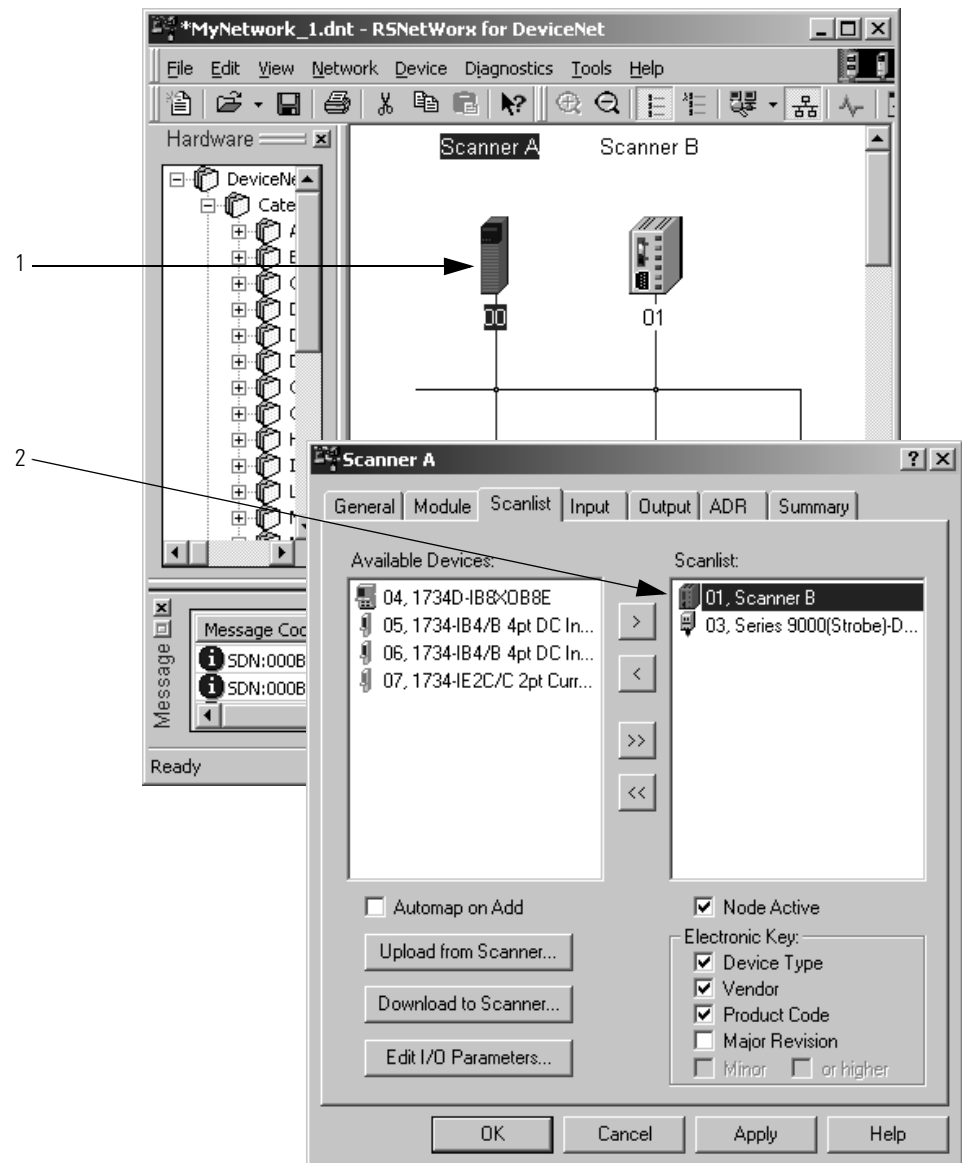 *MyNetwork_1.dnt - RSNetWorx for DeviceNet
File Edit View Network Device Diagnostics Tools Help
Hardware
DeviceNe
Cate
Scanner A
Scanner B
00
01
1
2
Message
Message Coo
SDN:000B
SDN:000B
Ready
Scanner A
General Module Scanlist Input Output ADR Summary
Available Devices:
04, 1734D-IB8XOB8E
05, 1734-IB4/B 4pt DC In...
06, 1734-IB4/B 4pt DC In...
07, 1734-IE2C/C 2pt Curr...
>
<
>>
<<
Scanlist:
01, Scanner B
03, Series 9000(Strobe)-D...
Automap on Add
Upload from Scanner...
Download to Scanner...
Edit I/O Parameters...
Node Active
Electronic Key:
Device Type
Vendor
Product Code
Major Revision
Minor or higher
OK Cancel Apply Help